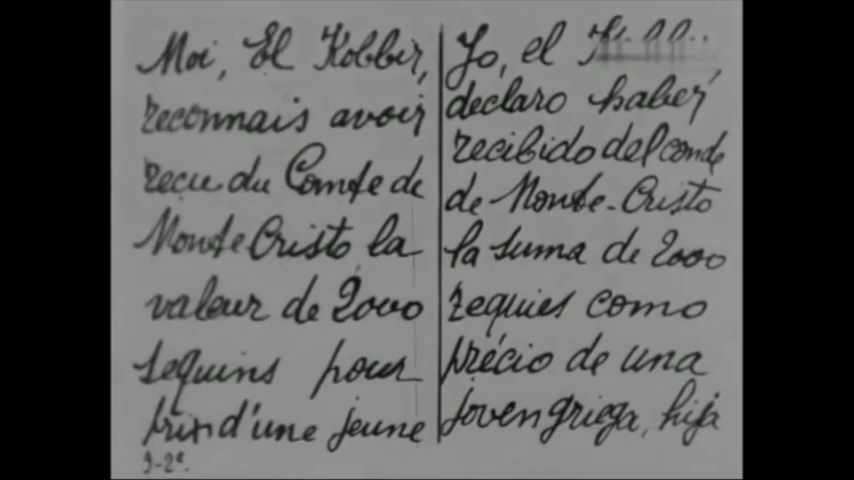 Moi, El Kobbir,
reconnais avoir
reçu du Comte de
Monte Cristo la
valeur de 2000
sequins pour
prix d'une jeune
9-2e.
Yo, el
declaro haber
recibido del conde
de Monte-Cristo
la suma de 2000
zequies como
précio de una
joven griega, hija